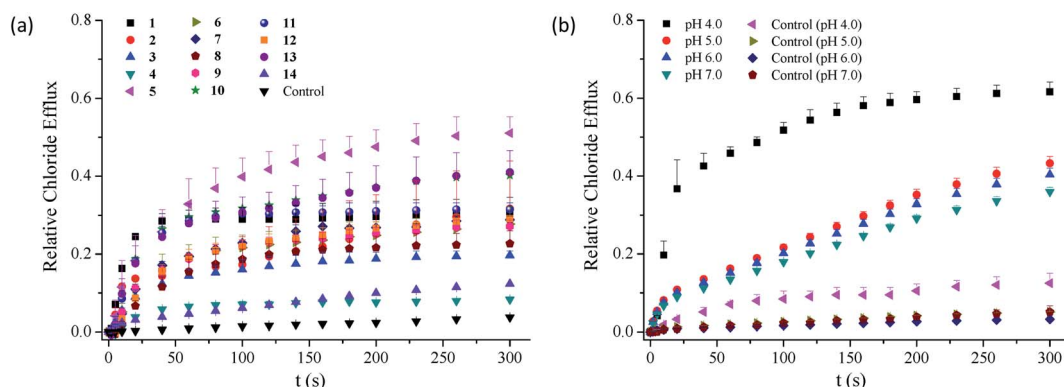 (a)
0.8
0.6
0.4
0.2
0.0
Relative Chloride Efflux
1 6 11
2 7 12
3 8 13
4 9 14
5 10 Control
0 50 100 150 200 250 300
t (s)
(b)
0.8
0.6
0.4
0.2
0.0
Relative Chloride Efflux
pH 4.0 Control (pH 4.0)
pH 5.0 Control (pH 5.0)
pH 6.0 Control (pH 6.0)
pH 7.0 Control (pH 7.0)
0 50 100 150 200 250 300
t (s)